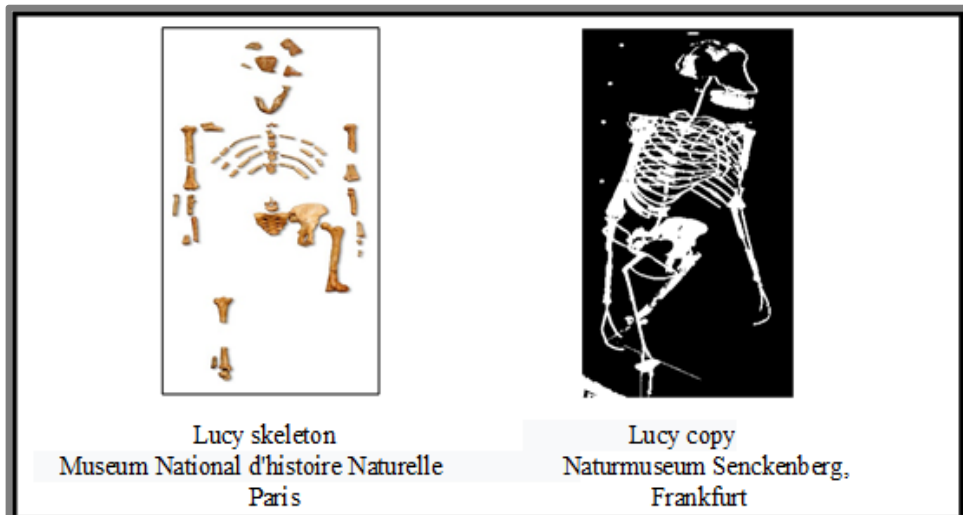 Lucy skeleton
Museum National d'histoire Naturelle
Paris
Lucy copy
Naturmuseum Senckenberg,
Frankfurt